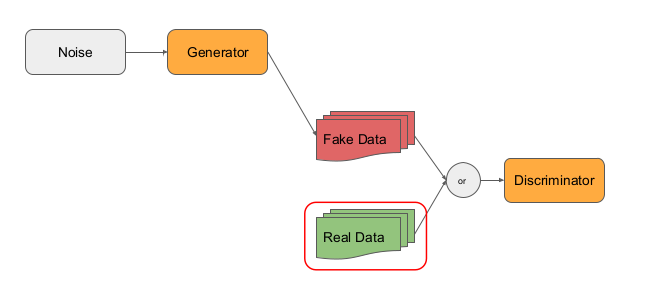 Noise
Generator
Fake Data
or
Discriminator
Real Data